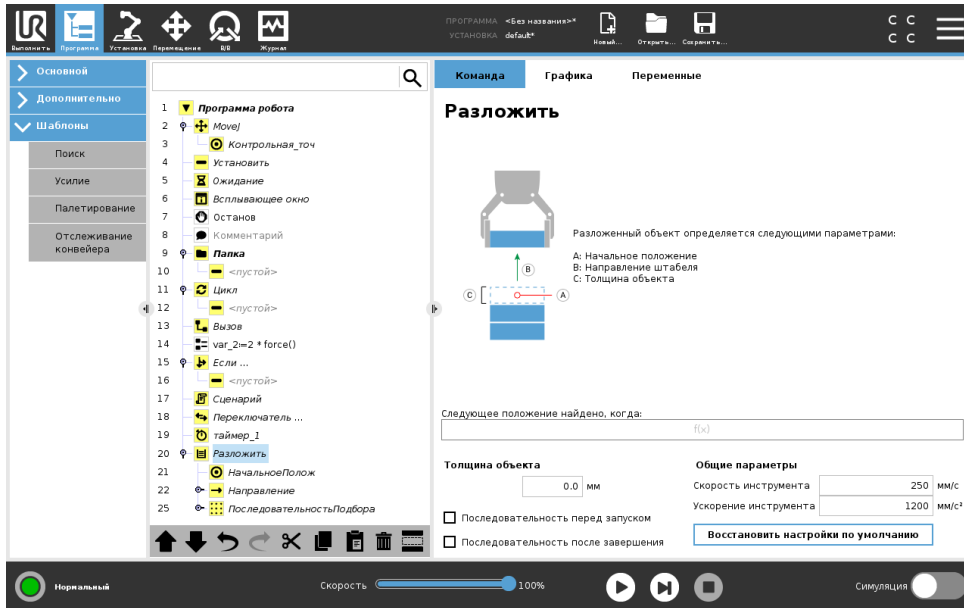 ПРОГРАММА <Без названия>*
УСТАНОВКА default*
Выполнить
Программа
Установка
Перемещение
В/В
Журнал
Новый...
Открыть...
Сохранить...
C C
C C
Основной
Дополнительно
Шаблоны
Поиск
Усилие
Палетирование
Отслеживание
конвейера
1 Программа робота
2 MoveJ
3 Контрольная_точ
4 Установить
5 Ожидание
6 Всплывающее окно
7 Останов
8 Комментарий
9 Папка
10 <пустой>
11 Цикл
12 <пустой>
13 Вызов
14 var_2≔2 * force()
15 Если ...
16 <пустой>
17 Сценарий
18 Переключатель ...
19 таймер_1
20 Разложить
21 НачальноеПолож
22 Направление
25 ПоследовательностьПодбора
Команда
Графика
Переменные
Разложить
Разложенный объект определяется следующими параметрами:
A: Начальное положение
B: Направление штабеля
C: Толщина объекта
B
C
A
Следующее положение найдено, когда:
f(x)
Толщина объекта
0.0 мм
Последовательность перед запуском
Последовательность после завершения
Общие параметры
Скорость инструмента 250 мм/с
Ускорение инструмента 1200 мм/с²
Восстановить настройки по умолчанию
Нормальный
Скорость
100%
Симуляция